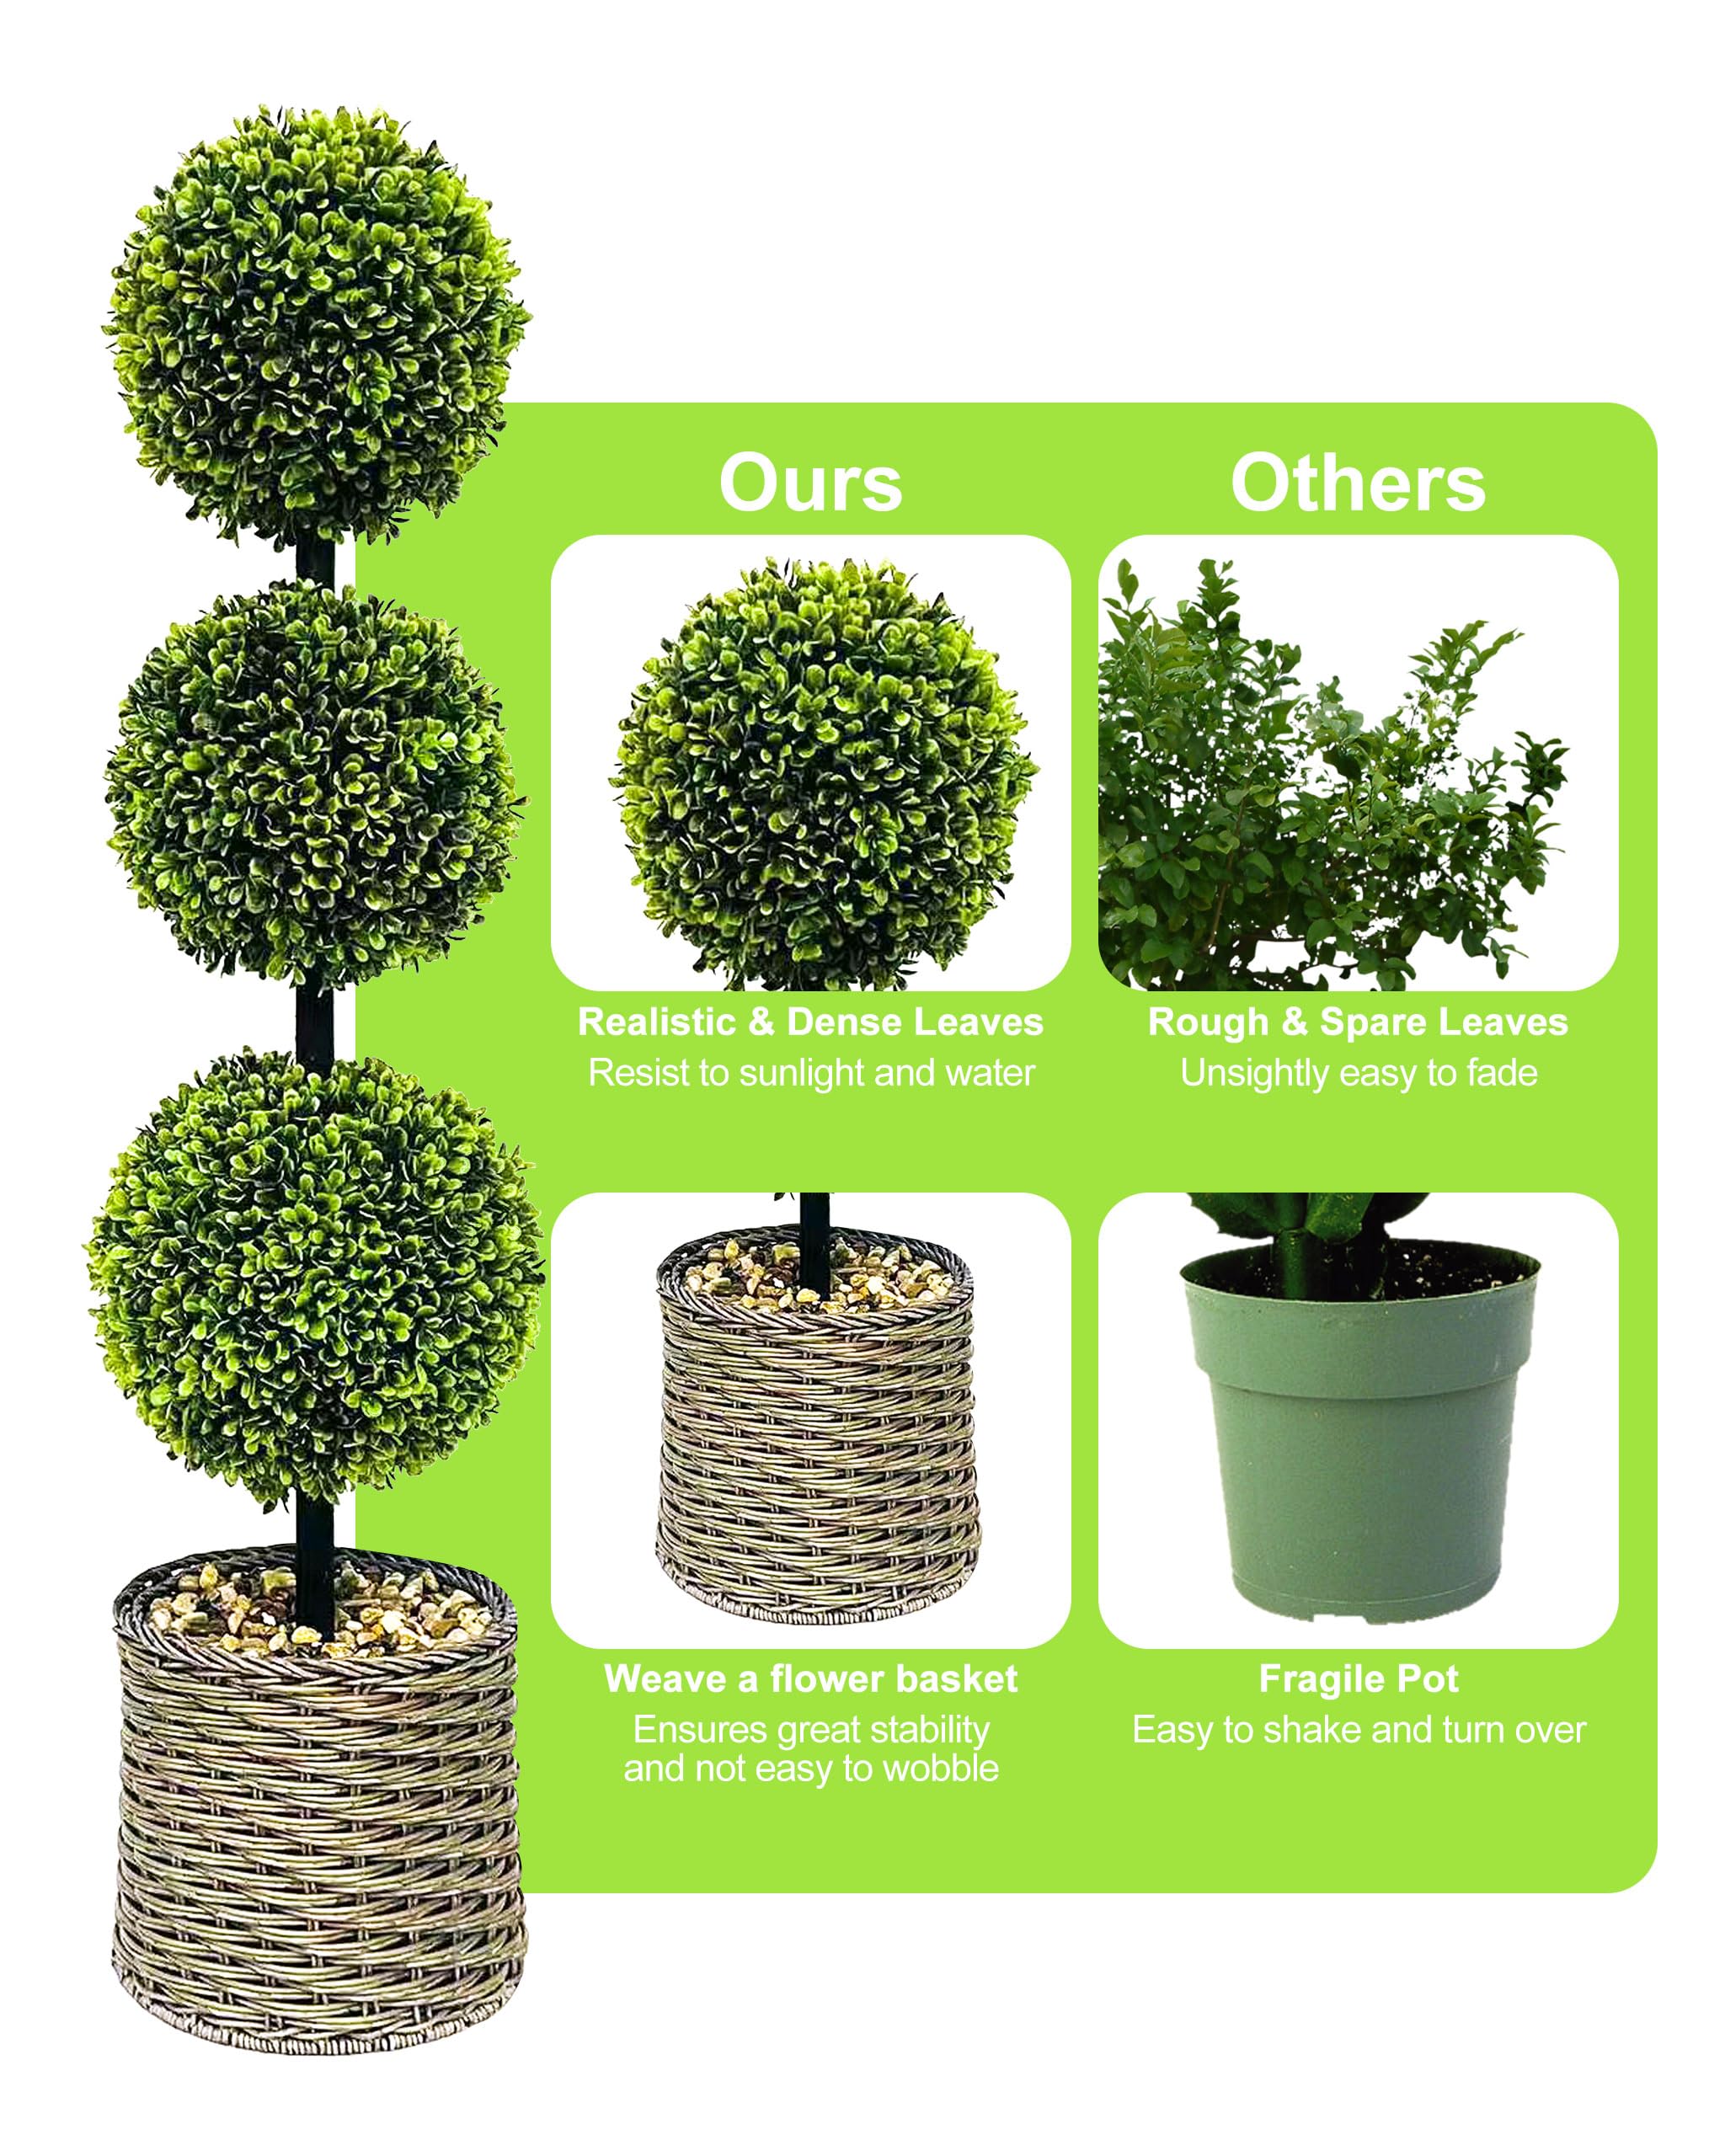 Ours
Others
Realistic & Dense Leaves
Resist to sunlight and water
Rough & Spare Leaves
Unsightly easy to fade
Weave a flower basket
Ensures great stability
and not easy to wobble
Fragile Pot
Easy to shake and turn over